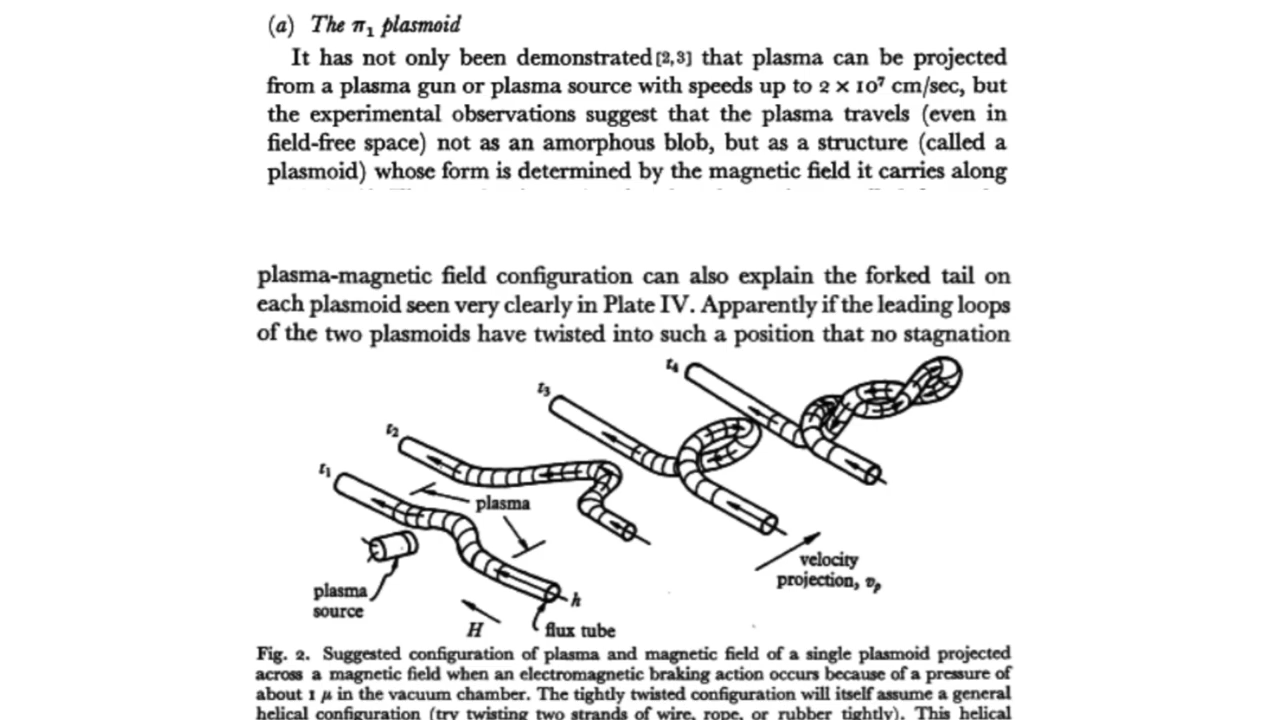 (a) The π₁ plasmoid
It has not only been demonstrated [2,3] that plasma can be projected
from a plasma gun or plasma source with speeds up to 2 × 10⁷ cm/sec, but
the experimental observations suggest that the plasma travels (even in
field-free space) not as an amorphous blob, but as a structure (called a
plasmoid) whose form is determined by the magnetic field it carries along
plasma-magnetic field configuration can also explain the forked tail on
each plasmoid seen very clearly in Plate IV. Apparently if the leading loops
of the two plasmoids have twisted into such a position that no stagnation
t₄
t₃
t₂
t₁
plasma
velocity
projection, vₚ
plasma
source
h
H
flux tube
Fig. 2. Suggested configuration of plasma and magnetic field of a single plasmoid projected
across a magnetic field when an electromagnetic braking action occurs because of a pressure of
about 1 μ in the vacuum chamber. The tightly twisted configuration will itself assume a general
helical configuration (try twisting two strands of wire, rope, or rubber tightly). This helical